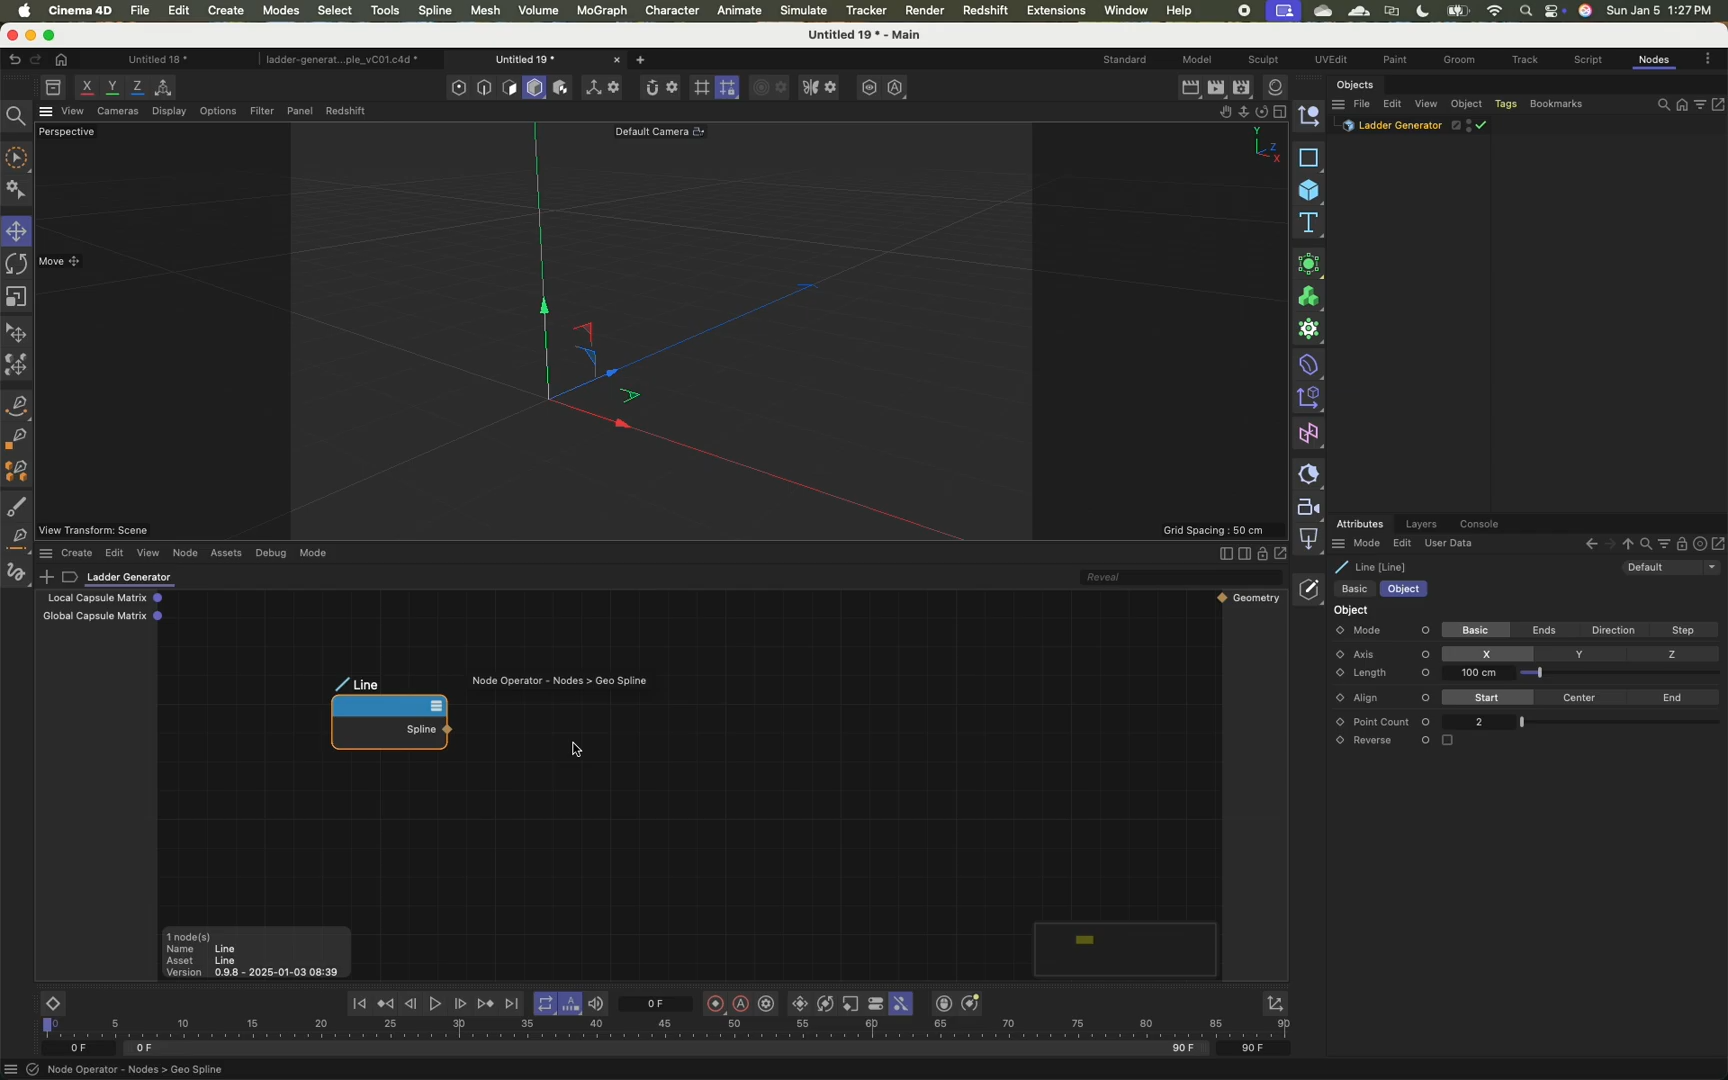 Cinema 4D File Edit Create Modes Select Tools Spline Mesh Volume MoGraph Character Animate Simulate Tracker Render Redshift Extensions Window Help Sun Jan 5 1:27 PM
Untitled 19 * - Main
Untitled 18 * ladder-generat...ple_vC01.c4d * Untitled 19 * Standard Model Sculpt UVEdit Paint Groom Track Script Nodes
X Y Z
View Cameras Display Options Filter Panel Redshift
Perspective Default Camera
Y
Z
X
Move
View Transform: Scene Grid Spacing : 50 cm
Create Edit View Node Assets Debug Mode
Ladder Generator Reveal
Local Capsule Matrix Geometry
Global Capsule Matrix
Line Node Operator - Nodes > Geo Spline
Spline
1 node(s)
Name Line
Asset Line
Version 0.9.8 - 2025-01-03 08:39
0 F
0 5 10 15 20 25 30 35 40 45 50 55 60 65 70 75 80 85 90
0 F 0 F 90 F 90 F
Node Operator - Nodes > Geo Spline
Objects
File Edit View Object Tags Bookmarks
Ladder Generator
Attributes Layers Console
Mode Edit User Data
Line [Line] Default
Basic Object
Object
Mode Basic Ends Direction Step
Axis X Y Z
Length 100 cm
Align Start Center End
Point Count 2
Reverse